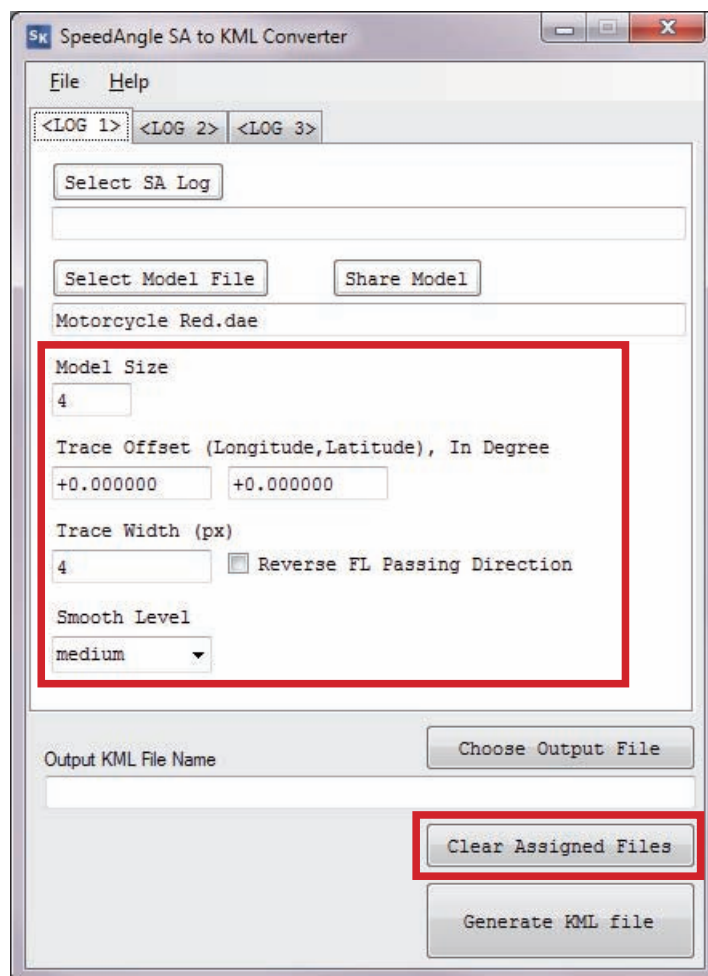 SK SpeedAngle SA to KML Converter
File Help
<LOG 1> <LOG 2> <LOG 3>
Select SA Log
Select Model File Share Model
Motorcycle Red.dae
Model Size
4
Trace Offset (Longitude,Latitude), In Degree
+0.000000 +0.000000
Trace Width (px)
4 Reverse FL Passing Direction
Smooth Level
medium
Output KML File Name Choose Output File
Clear Assigned Files
Generate KML file